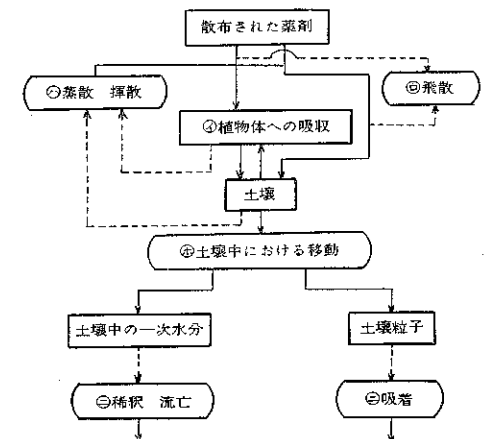 散布された薬剤
㋩蒸散 揮散
㋺飛散
㋑植物体への吸収
土壌
㋭土壌中における移動
土壌中の一次水分
土壌粒子
㊁稀釈 流亡
㊂吸着